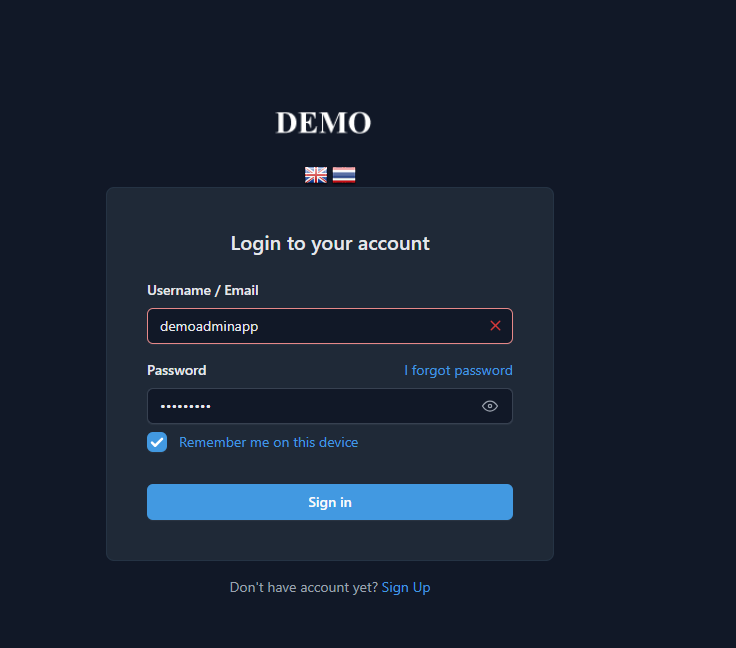 DEMO
Login to your account
Username / Email
demoadminapp
Password I forgot password
•••••••••
Remember me on this device
Sign in
Don't have account yet? Sign Up